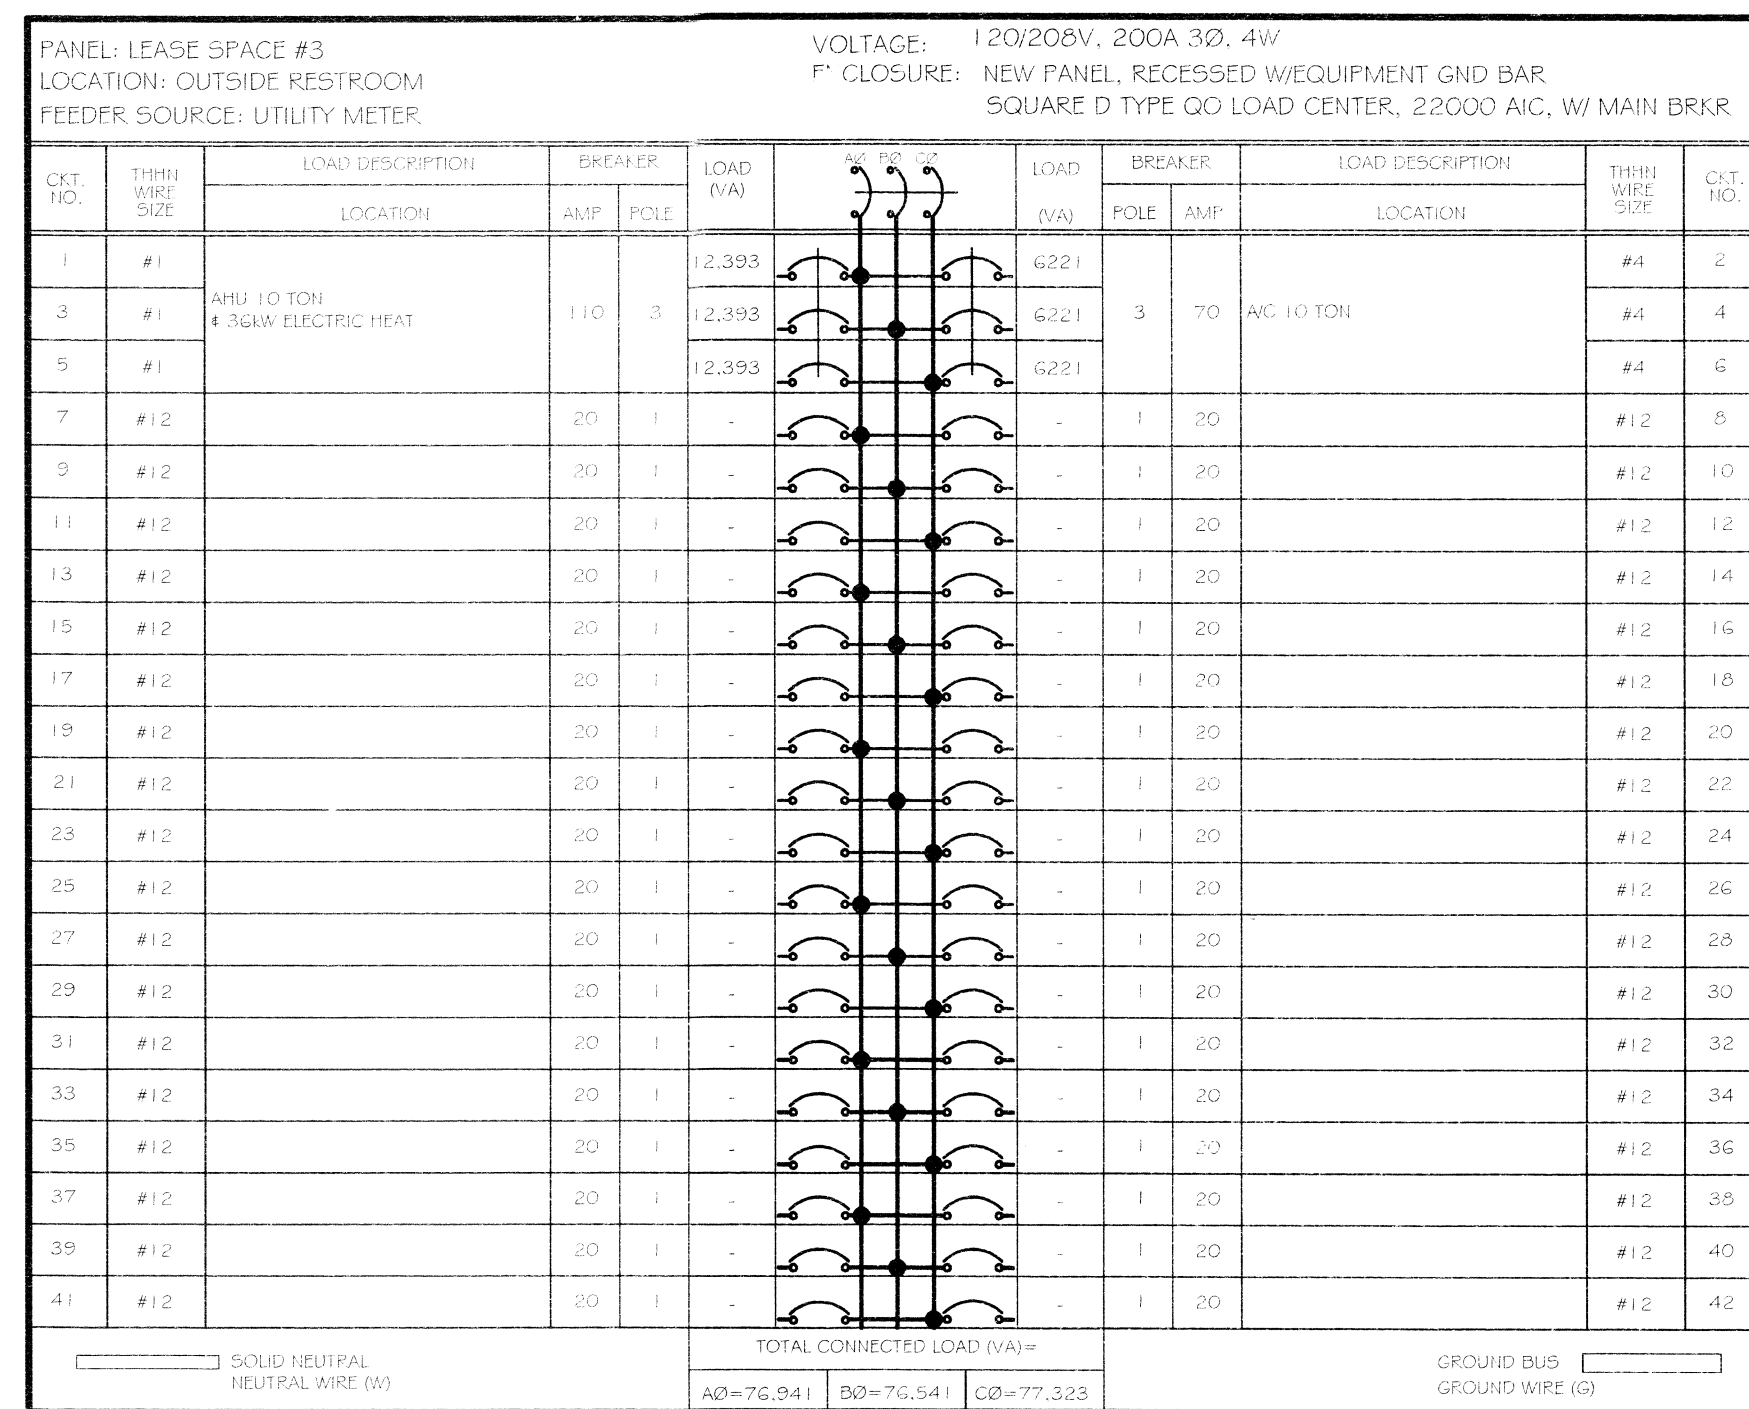 PANEL: LEASE SPACE #3
LOCATION: OUTSIDE RESTROOM
FEEDER SOURCE: UTILITY METER
VOLTAGE: 120/208V, 200A 3Ø, 4W
CLOSURE: NEW PANEL, RECESSED W/EQUIPMENT GND BAR
SQUARE D TYPE QO LOAD CENTER, 22000 AIC, W/ MAIN BRKR
CKT. NO. THHN WIRE SIZE LOAD DESCRIPTION BREAKER LOAD (VA) AØ BØ CØ LOAD (VA) BREAKER LOAD DESCRIPTION THHN WIRE SIZE CKT. NO.
LOCATION AMP POLE POLE AMP LOCATION
1 #1 12,393 6221 #4 2
AHU 10 TON
3 #1 & 36kW ELECTRIC HEAT 110 3 12,393 6221 3 70 A/C 10 TON #4 4
5 #1 12,393 6221 #4 6
7 #12 20 1 - - 1 20 #12 8
9 #12 20 1 - - 1 20 #12 10
11 #12 20 1 - - 1 20 #12 12
13 #12 20 1 - - 1 20 #12 14
15 #12 20 1 - - 1 20 #12 16
17 #12 20 1 - - 1 20 #12 18
19 #12 20 1 - - 1 20 #12 20
21 #12 20 1 - - 1 20 #12 22
23 #12 20 1 - - 1 20 #12 24
25 #12 20 1 - - 1 20 #12 26
27 #12 20 1 - - 1 20 #12 28
29 #12 20 1 - - 1 20 #12 30
31 #12 20 1 - - 1 20 #12 32
33 #12 20 1 - - 1 20 #12 34
35 #12 20 1 - - 1 20 #12 36
37 #12 20 1 - - 1 20 #12 38
39 #12 20 1 - - 1 20 #12 40
41 #12 20 1 - - 1 20 #12 42
SOLID NEUTRAL
NEUTRAL WIRE (W)
TOTAL CONNECTED LOAD (VA)=
AØ=76,941 BØ=76,541 CØ=77,323
GROUND BUS
GROUND WIRE (G)